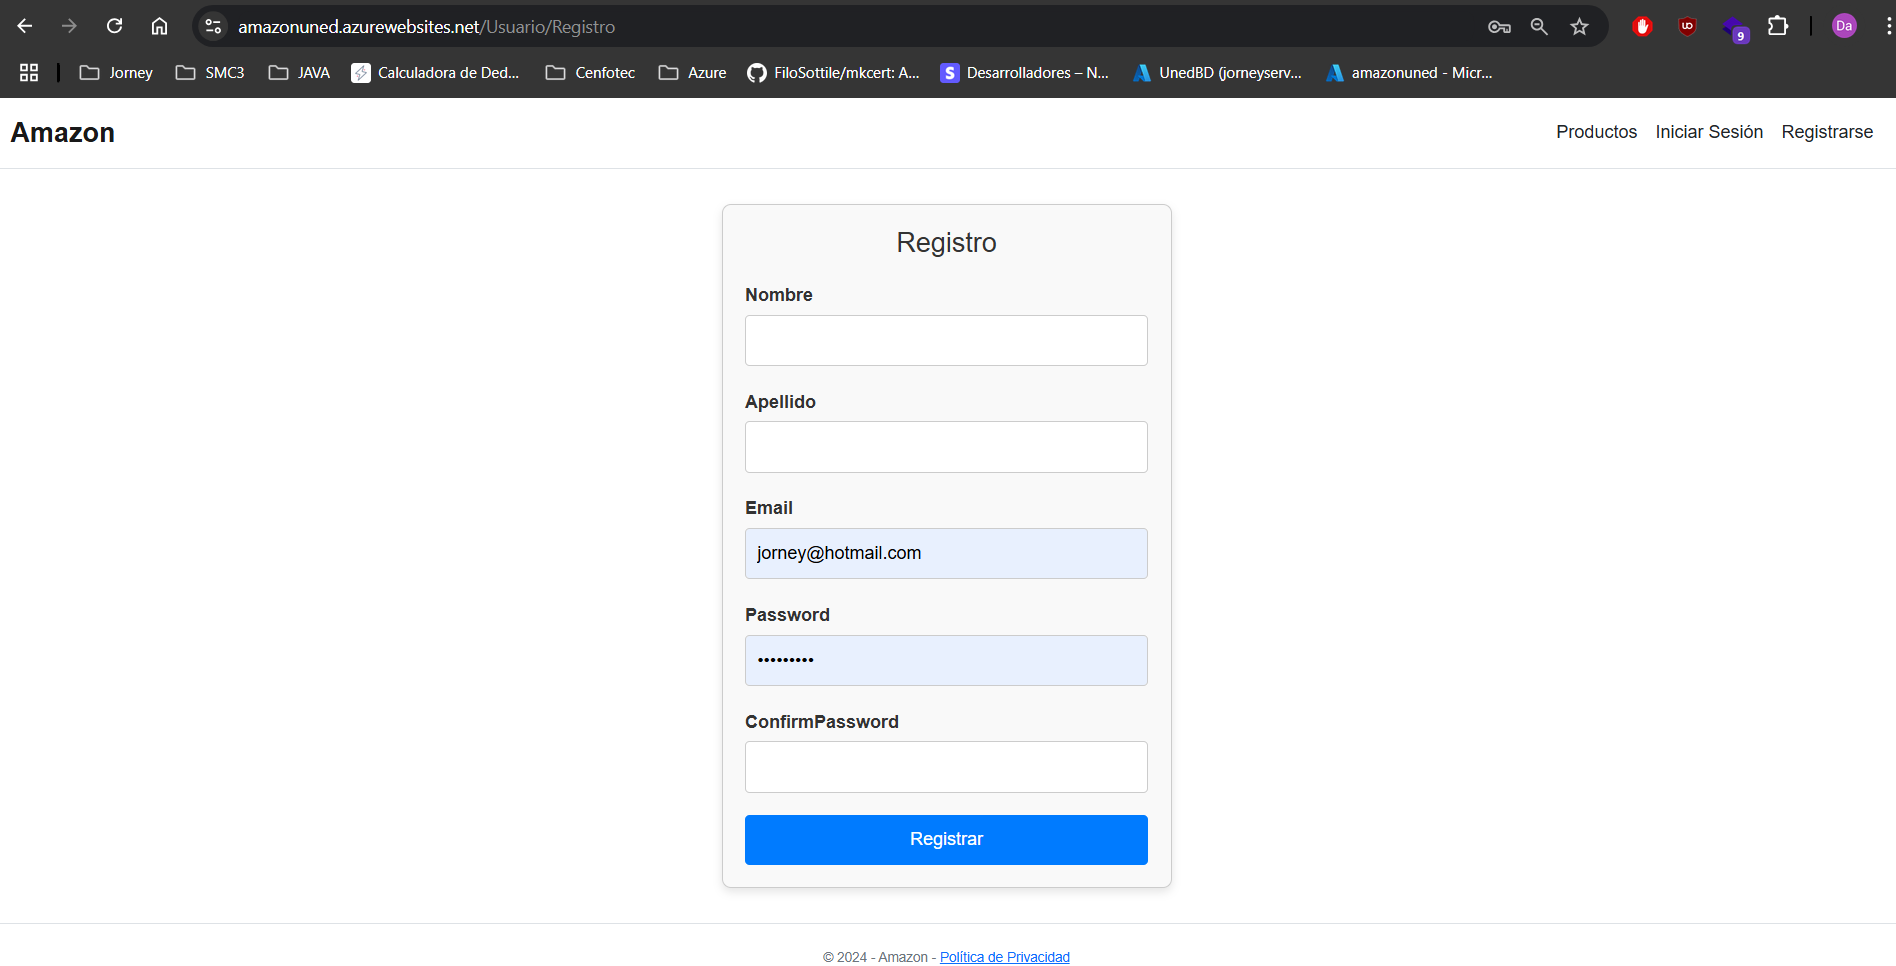 amazonuned.azurewebsites.net/Usuario/Registro
UD
9
Da
Jorney SMC3 JAVA Calculadora de Ded... Cenfotec Azure FiloSottile/mkcert: A... S Desarrolladores – N... UnedBD (jorneyserv... amazonuned - Micr...
Amazon
Productos Iniciar Sesión Registrarse
Registro
Nombre
Apellido
Email
jorney@hotmail.com
Password
•••••••••
ConfirmPassword
Registrar
© 2024 - Amazon - Política de Privacidad